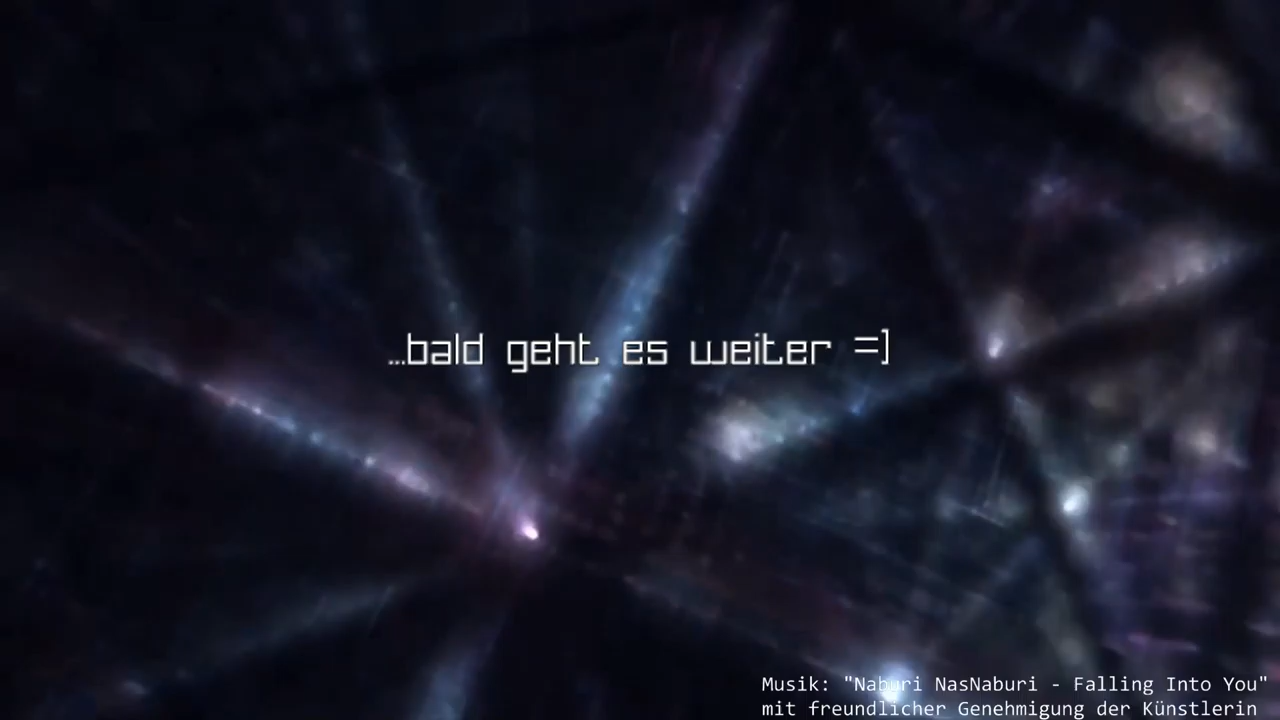 ...bald geht es weiter =]
Musik: "Naburi NasNaburi - Falling Into You"
mit freundlicher Genehmigung der Künstlerin